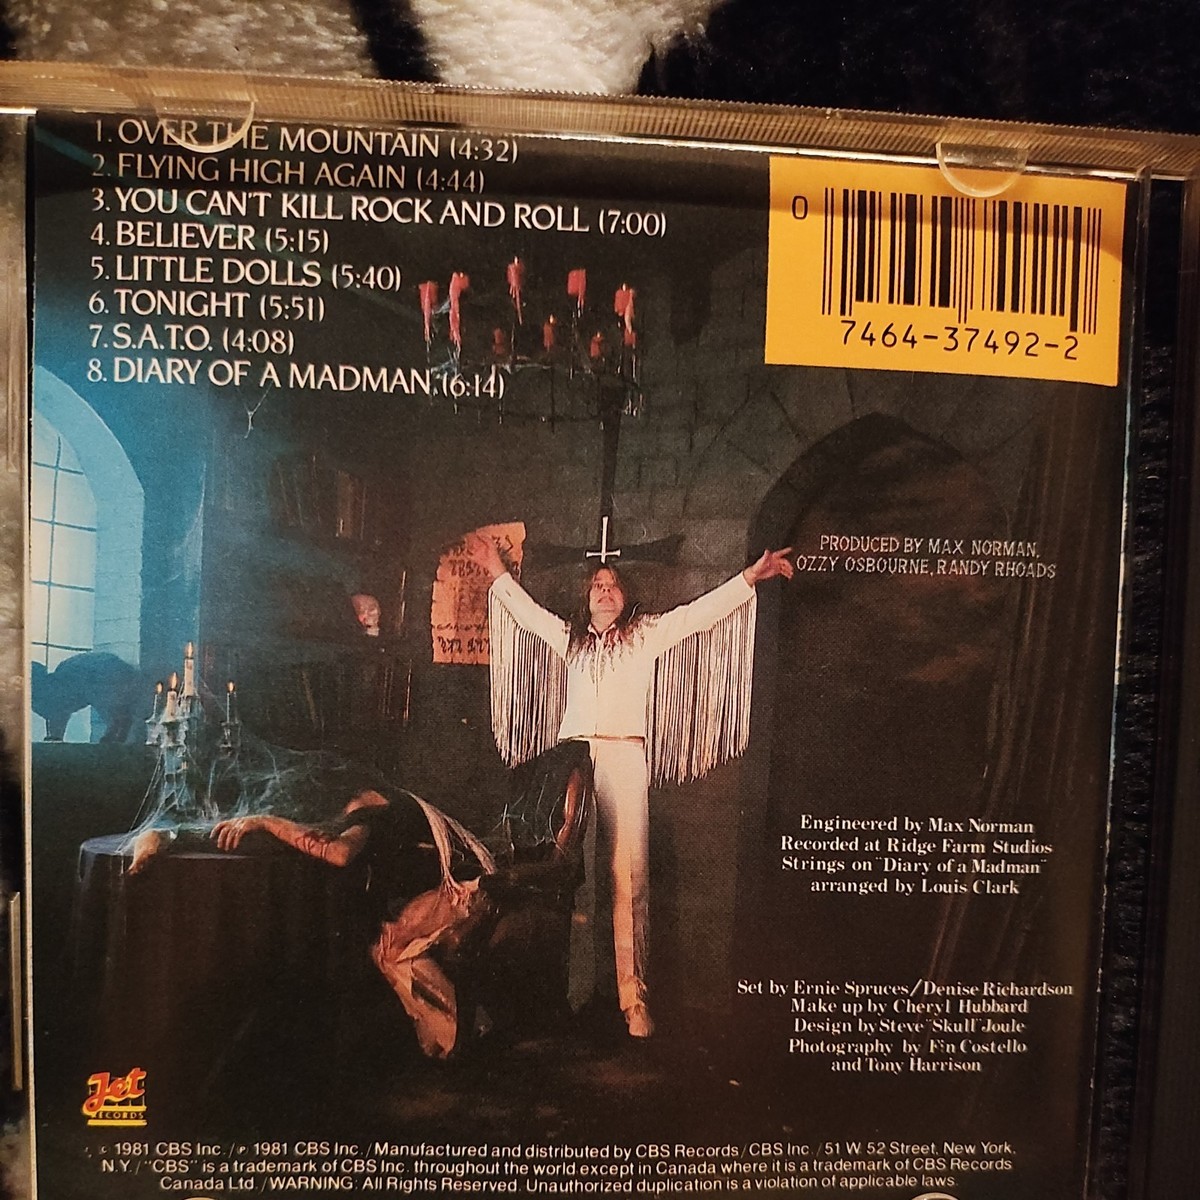 1. OVER THE MOUNTAIN (4:32)
2. FLYING HIGH AGAIN (4:44)
3. YOU CAN'T KILL ROCK AND ROLL (7:00)
4. BELIEVER (5:15)
5. LITTLE DOLLS (5:40)
6. TONIGHT (5:51)
7. S.A.T.O. (4:08)
8. DIARY OF A MADMAN (6:14)
0
7464-37492-2
PRODUCED BY MAX NORMAN,
OZZY OSBOURNE, RANDY RHOADS
Engineered by Max Norman
Recorded at Ridge Farm Studios
Strings on "Diary of a Madman"
arranged by Louis Clark
Set by Ernie Spruces/Denise Richardson
Make up by Cheryl Hubbard
Design by Steve "Skull" Joule
Photography by Fin Costello
and Tony Harrison
Jet
RECORDS
© 1981 CBS Inc./℗ 1981 CBS Inc./Manufactured and distributed by CBS Records/CBS Inc./51 W. 52 Street, New York,
N.Y./"CBS" is a trademark of CBS Inc. throughout the world except in Canada where it is a trademark of CBS Records
Canada Ltd./WARNING: All Rights Reserved. Unauthorized duplication is a violation of applicable laws.